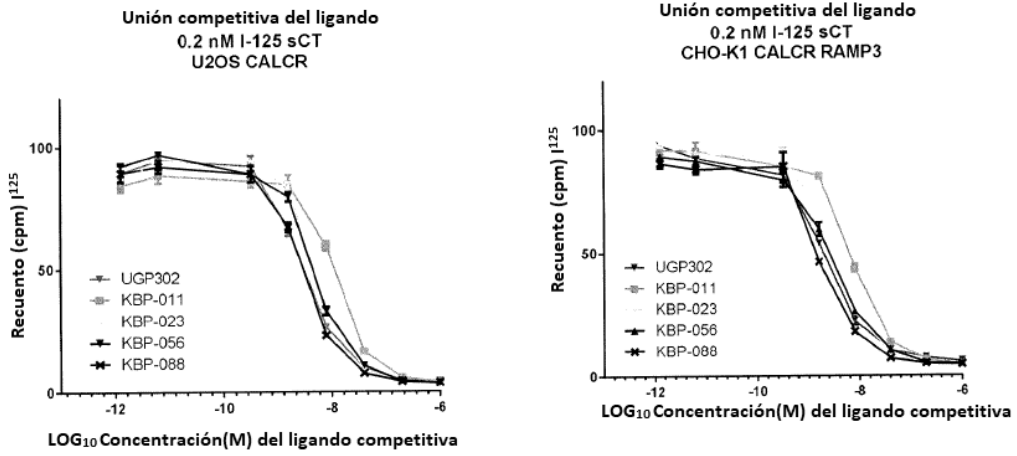 Unión competitiva del ligando
0.2 nM I-125 sCT
U2OS CALCR
Recuento (cpm) I¹²⁵
100
50
0
UGP302
KBP-011
KBP-023
KBP-056
KBP-088
-12
-10
-8
-6
LOG₁₀ Concentración(M) del ligando competitiva
Unión competitiva del ligando
0.2 nM I-125 sCT
CHO-K1 CALCR RAMP3
Recuento (cpm) I¹²⁵
100
50
0
UGP302
KBP-011
KBP-023
KBP-056
KBP-088
-12
-10
-8
-6
LOG₁₀ Concentración(M) del ligando competitiva